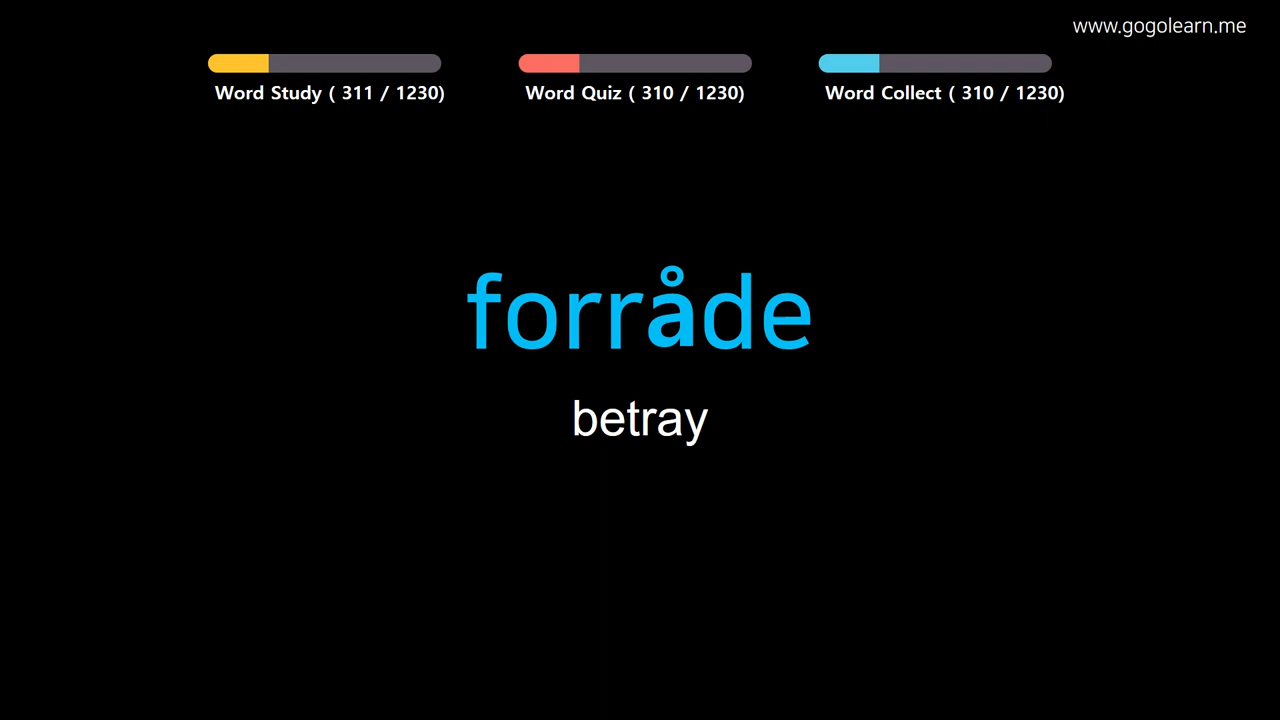 www.gogolearn.me
Word Study ( 311 / 1230)
Word Quiz ( 310 / 1230)
Word Collect ( 310 / 1230)
forråde
betray